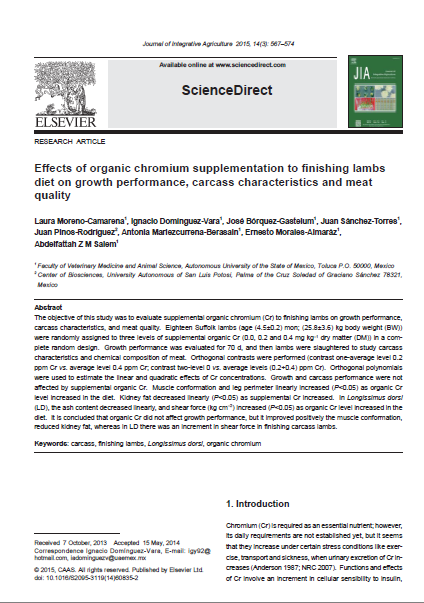 Journal of Integrative Agriculture 2015, 14(3): 567–574
Available online at www.sciencedirect.com
ScienceDirect
ELSEVIER
JIA
RESEARCH ARTICLE
Effects of organic chromium supplementation to finishing lambs
diet on growth performance, carcass characteristics and meat
quality
Laura Moreno-Camarena¹, Ignacio Domínguez-Vara¹, José Bórquez-Gastelum¹, Juan Sánchez-Torres¹,
Juan Pinos-Rodríguez², Antonia Mariezcurrena-Berasain¹, Ernesto Morales-Almaráz¹,
Abdelfattah Z M Salem¹
¹ Faculty of Veterinary Medicine and Animal Science, Autonomous University of the State of Mexico, Toluca P.O. 50000, Mexico
² Center of Biosciences, University Autonomous of San Luis Potosi, Palma of the Cruz Soledad of Graciano Sánchez 78321,
Mexico
Abstract
The objective of this study was to evaluate supplemental organic chromium (Cr) to finishing lambs on growth performance,
carcass characteristics, and meat quality. Eighteen Suffolk lambs (age (4.5±0.2) mon; (25.8±3.6) kg body weight (BW))
were randomly assigned to three levels of supplemental organic Cr (0.0, 0.2 and 0.4 mg kg⁻¹ dry matter (DM)) in a com-
plete random design. Growth performance was evaluated for 70 d, and then lambs were slaughtered to study carcass
characteristics and chemical composition of meat. Orthogonal contrasts were performed (contrast one-average level 0.2
ppm Cr vs. average level 0.4 ppm Cr; contrast two-level 0 vs. average levels (0.2+0.4) ppm Cr). Orthogonal polynomials
were used to estimate the linear and quadratic effects of Cr concentrations. Growth and carcass performance were not
affected by supplemental organic Cr. Muscle conformation and leg perimeter linearly increased (P<0.05) as organic Cr
level increased in the diet. Kidney fat decreased linearly (P<0.05) as supplemental Cr increased. In Longissimus dorsi
(LD), the ash content decreased linearly, and shear force (kg cm⁻²) increased (P<0.05) as organic Cr level increased in
the diet. It is concluded that organic Cr did not affect growth performance, but it improved positively the muscle conformation,
reduced kidney fat, whereas in LD there was an increment in shear force in finishing carcass lambs.
Keywords: carcass, finishing lambs, Longissimus dorsi, organic chromium
1. Introduction
Chromium (Cr) is required as an essential nutrient; however,
its daily requirements are not established yet, but it seems
that they increase under certain stress conditions like exer-
cise, transport and sickness, when urinary excretion of Cr in-
creases (Anderson 1987; NRC 2007). Functions and effects
of Cr involve an increment in cellular sensibility to insulin,
Received 7 October, 2013 Accepted 15 May, 2014
Correspondence Ignacio Domínguez-Vara, E-mail: igy92@
hotmail.com, iadominguezv@uaemex.com
© 2015, CAAS. All rights reserved. Published by Elsevier Ltd.
doi: 10.1016/S2095-3119(14)60835-2